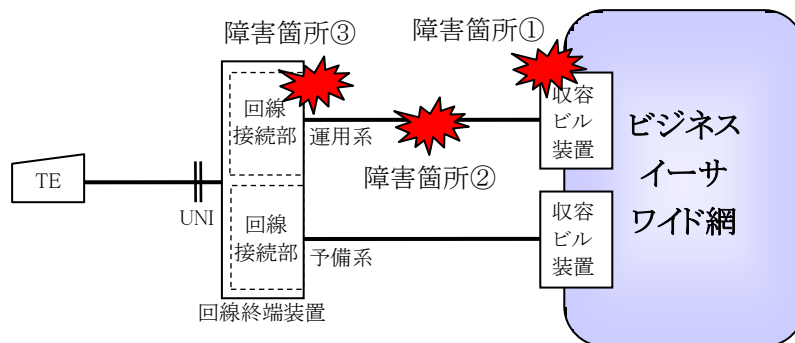 障害箇所③
障害箇所①
回線
接続部
運用系
障害箇所②
収容
ビル
装置
ビジネス
イーサ
ワイド網
TE
UNI
回線
接続部
予備系
収容
ビル
装置
回線終端装置